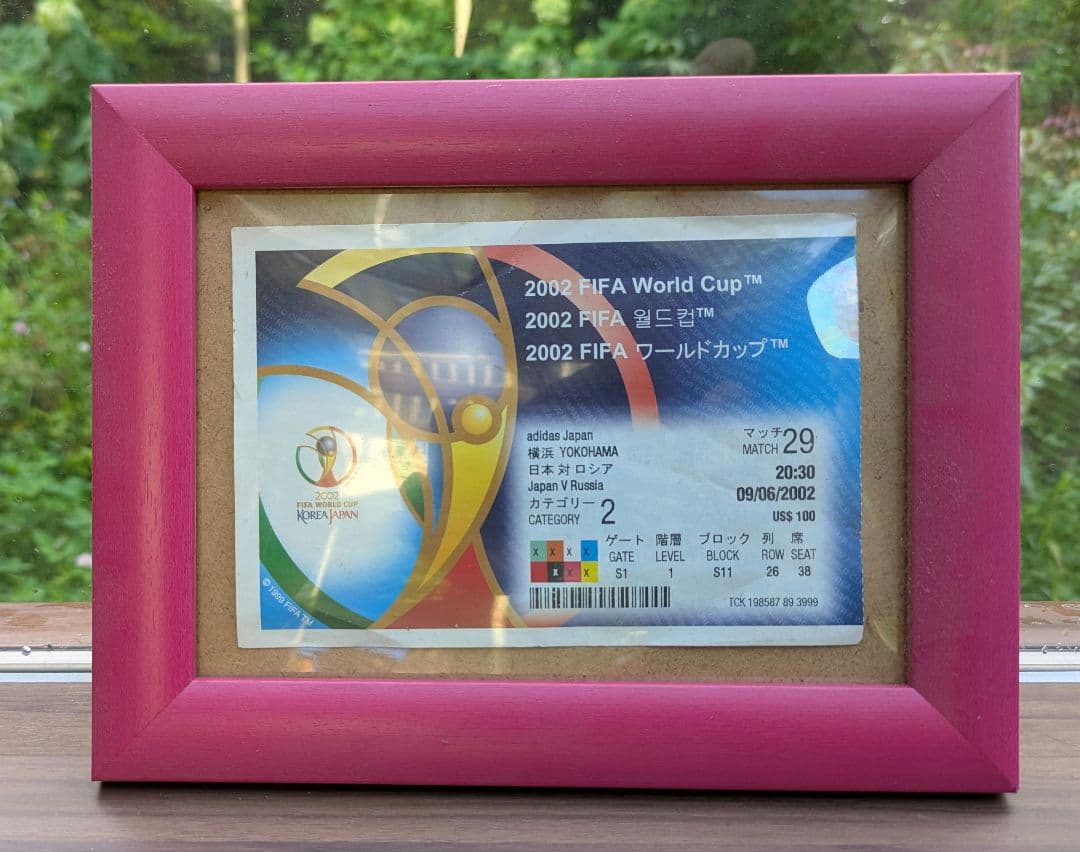 2002 FIFA World Cup™
2002 FIFA 월드컵™
2002 FIFA ワールドカップ™
adidas Japan
横浜 YOKOHAMA
日本 対 ロシア
Japan V Russia
カテゴリー
CATEGORY 2
マッチ
MATCH 29
20:30
09/06/2002
US$ 100
ゲート 階層 ブロック 列 席
GATE LEVEL BLOCK ROW SEAT
S1 1 S11 26 38
X X X X
X X X
TCK 198587 89 3999
2002
FIFA WORLD CUP
KOREA JAPAN
© 1999 FIFA TM